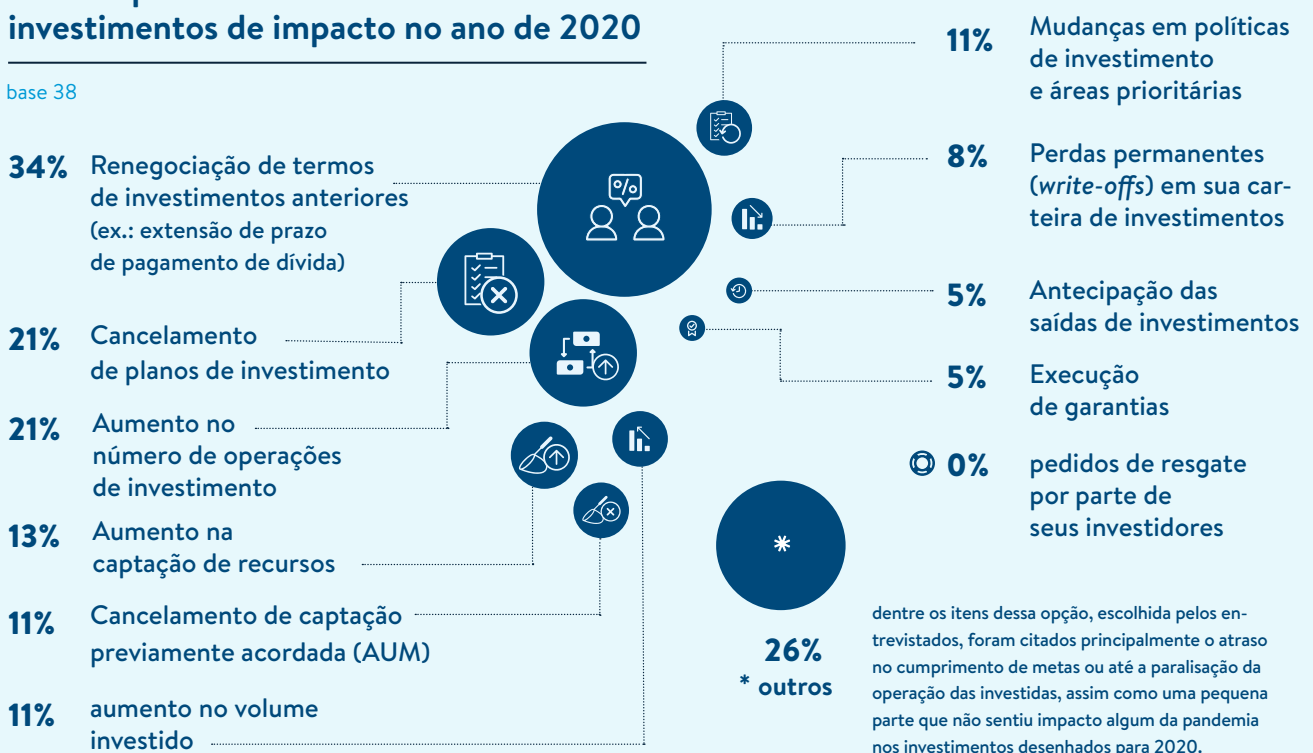 investimentos de impacto no ano de 2020
base 38
34%
Renegociação de termos
de investimentos anteriores
(ex.: extensão de prazo
de pagamento de dívida)
21%
Cancelamento
de planos de investimento
21%
Aumento no
número de operações
de investimento
13%
Aumento na
captação de recursos
11%
Cancelamento de captação
previamente acordada (AUM)
11%
aumento no volume
investido
%
11%
Mudanças em políticas
de investimento
e áreas prioritárias
8%
Perdas permanentes
(write-offs) em sua car-
teira de investimentos
5%
Antecipação das
saídas de investimentos
5%
Execução
de garantias
0%
pedidos de resgate
por parte de
seus investidores
*
26%
* outros
dentre os itens dessa opção, escolhida pelos en-
trevistados, foram citados principalmente o atraso
no cumprimento de metas ou até a paralisação da
operação das investidas, assim como uma pequena
parte que não sentiu impacto algum da pandemia
nos investimentos desenhados para 2020.